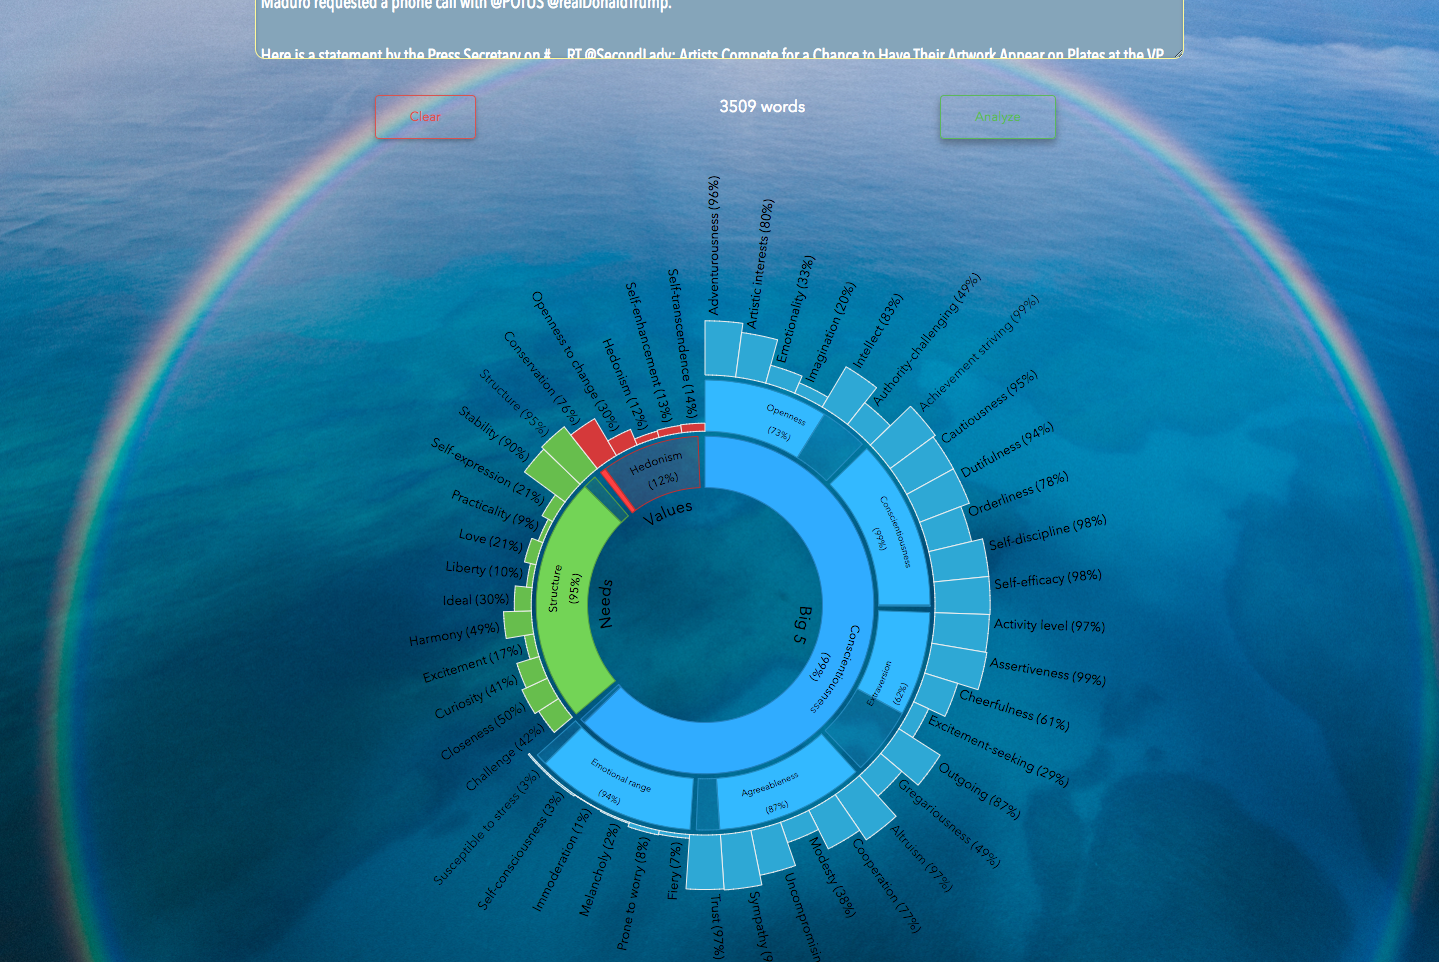 Maduro requested a phone call with @POTUS @realDonaldTrump.
Here is a statement by the Press Secretary on #... RT @SecondLady: Artists Compete for a Chance to Have Their Artwork Appear on Plates at the VP
Clear
3509 words
Analyze
Adventurousness (96%)
Artistic interests (80%)
Emotionality (33%)
Imagination (20%)
Intellect (83%)
Authority-challenging (49%)
Achievement striving (99%)
Cautiousness (95%)
Dutifulness (94%)
Orderliness (78%)
Self-discipline (98%)
Self-efficacy (98%)
Activity level (97%)
Assertiveness (99%)
Cheerfulness (61%)
Excitement-seeking (29%)
Outgoing (87%)
Gregariousness (49%)
Altruism (97%)
Cooperation (77%)
Modesty (38%)
Uncompromisin
Sympathy (9
Trust (97%)
Fiery (7%)
Prone to worry (8%)
Melancholy (2%)
Immoderation (1%)
Self-consciousness (3%)
Susceptible to stress (3%)
Challenge (42%)
Closeness (50%)
Curiosity (41%)
Excitement (17%)
Harmony (49%)
Ideal (30%)
Liberty (10%)
Love (21%)
Practicality (9%)
Self-expression (21%)
Stability (90%)
Structure (95%)
Conservation (76%)
Openness to change (30%)
Hedonism (12%)
Self-enhancement (13%)
Self-transcendence (14%)
Openness
(73%)
Conscientiousness
(99%)
Extraversion
(62%)
Agreeableness
(87%)
Emotional range
(94%)
Structure
(95%)
Hedonism
(12%)
Conscientiousness
(99%)
Big 5
Needs
Values